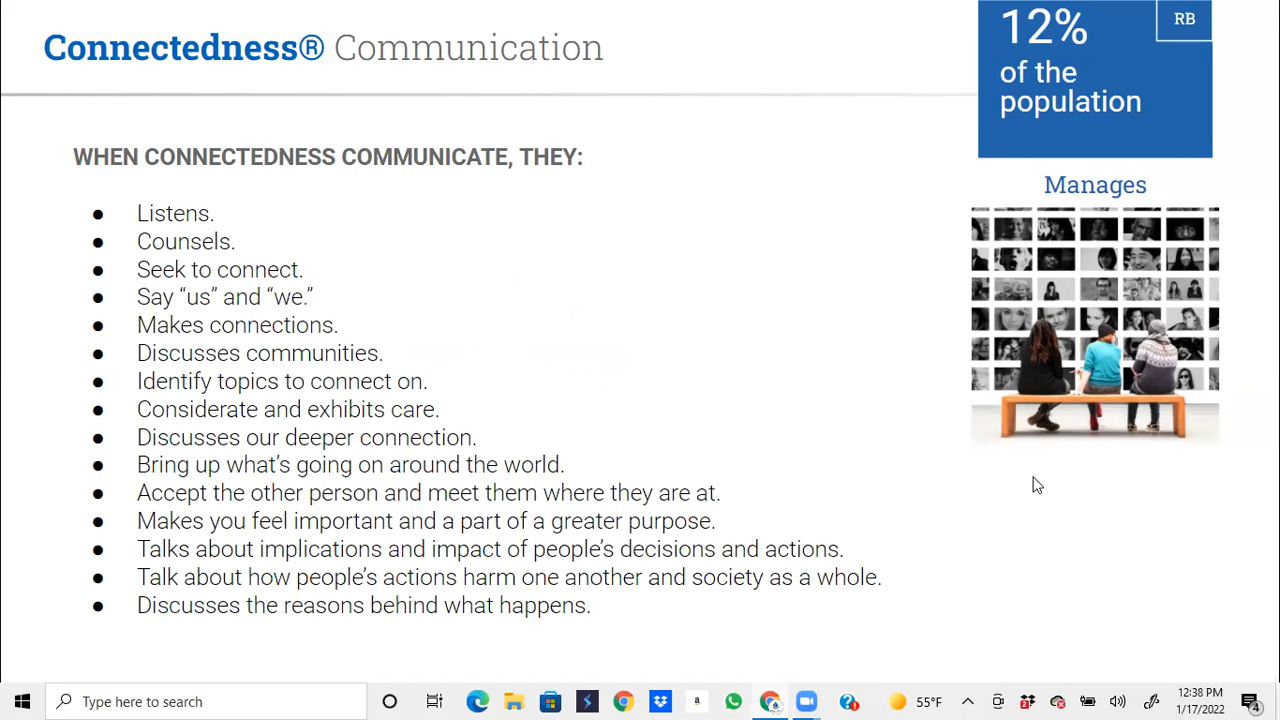 Connectedness® Communication
12%
RB
of the
population
WHEN CONNECTEDNESS COMMUNICATE, THEY:
Manages
● Listens.
● Counsels.
● Seek to connect.
● Say “us” and “we.”
● Makes connections.
● Discusses communities.
● Identify topics to connect on.
● Considerate and exhibits care.
● Discusses our deeper connection.
● Bring up what’s going on around the world.
● Accept the other person and meet them where they are at.
● Makes you feel important and a part of a greater purpose.
● Talks about implications and impact of people’s decisions and actions.
● Talk about how people’s actions harm one another and society as a whole.
● Discusses the reasons behind what happens.
Type here to search
55°F
12:38 PM
1/17/2022